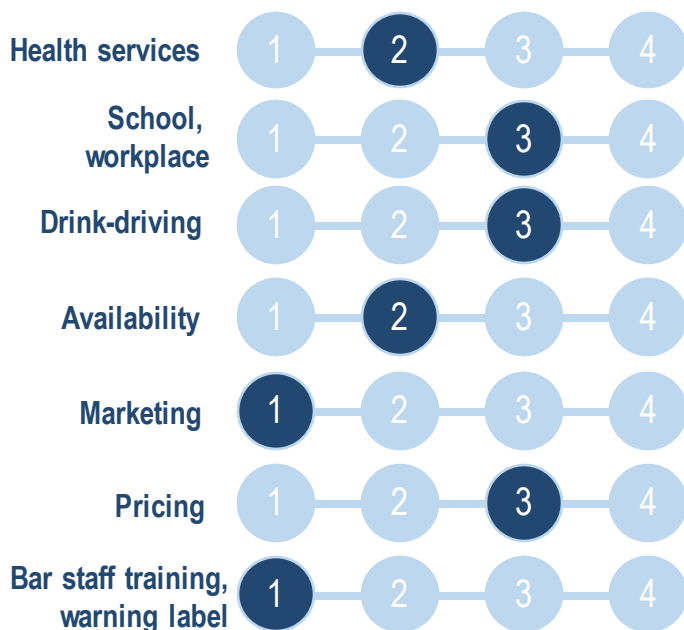 Health services 1 2 3 4
School,
workplace 1 2 3 4
Drink-driving 1 2 3 4
Availability 1 2 3 4
Marketing 1 2 3 4
Pricing 1 2 3 4
Bar staff training,
warning label 1 2 3 4